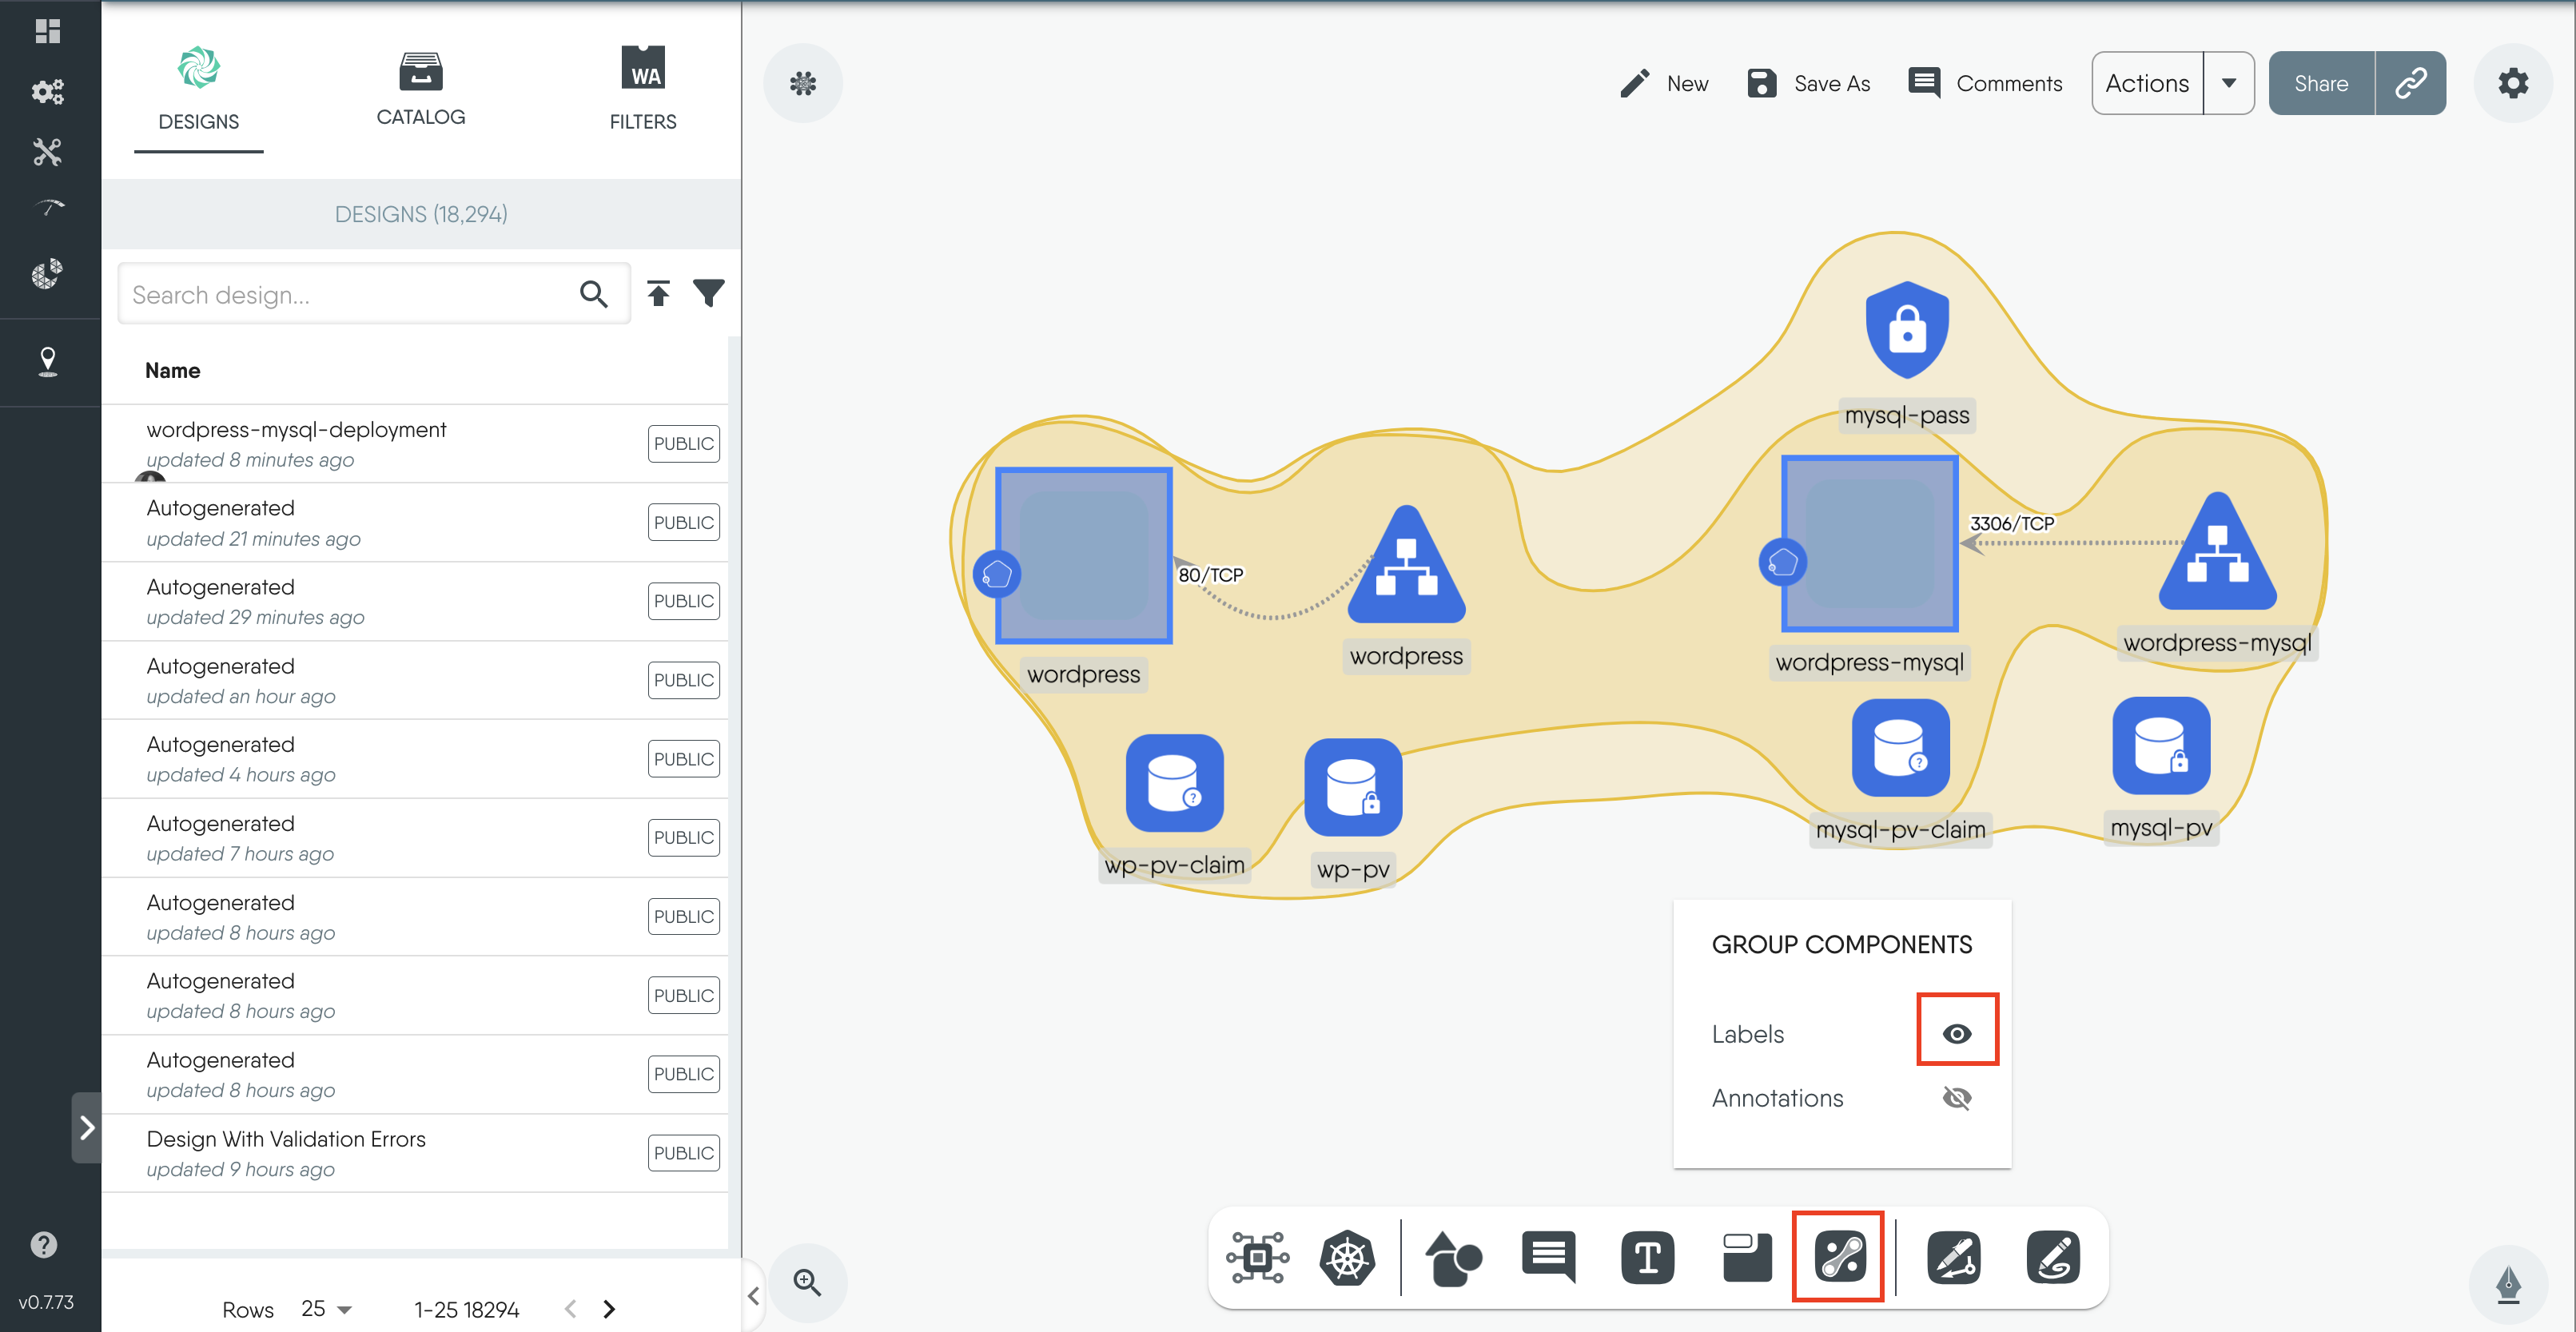 DESIGNS
CATALOG
WA
FILTERS
DESIGNS (18,294)
Search design...
Name
wordpress-mysql-deployment
updated 8 minutes ago
PUBLIC
Autogenerated
updated 21 minutes ago
PUBLIC
Autogenerated
updated 29 minutes ago
PUBLIC
Autogenerated
updated an hour ago
PUBLIC
Autogenerated
updated 4 hours ago
PUBLIC
Autogenerated
updated 7 hours ago
PUBLIC
Autogenerated
updated 8 hours ago
PUBLIC
Autogenerated
updated 8 hours ago
PUBLIC
Autogenerated
updated 8 hours ago
PUBLIC
Design With Validation Errors
updated 9 hours ago
PUBLIC
Rows 25 1-25 18294
v0.7.73
New
Save As
Comments
Actions
Share
mysql-pass
3306/TCP
80/TCP
wordpress
wordpress
wordpress-mysql
wordpress-mysql
wp-pv-claim
wp-pv
mysql-pv-claim
mysql-pv
GROUP COMPONENTS
Labels
Annotations
T